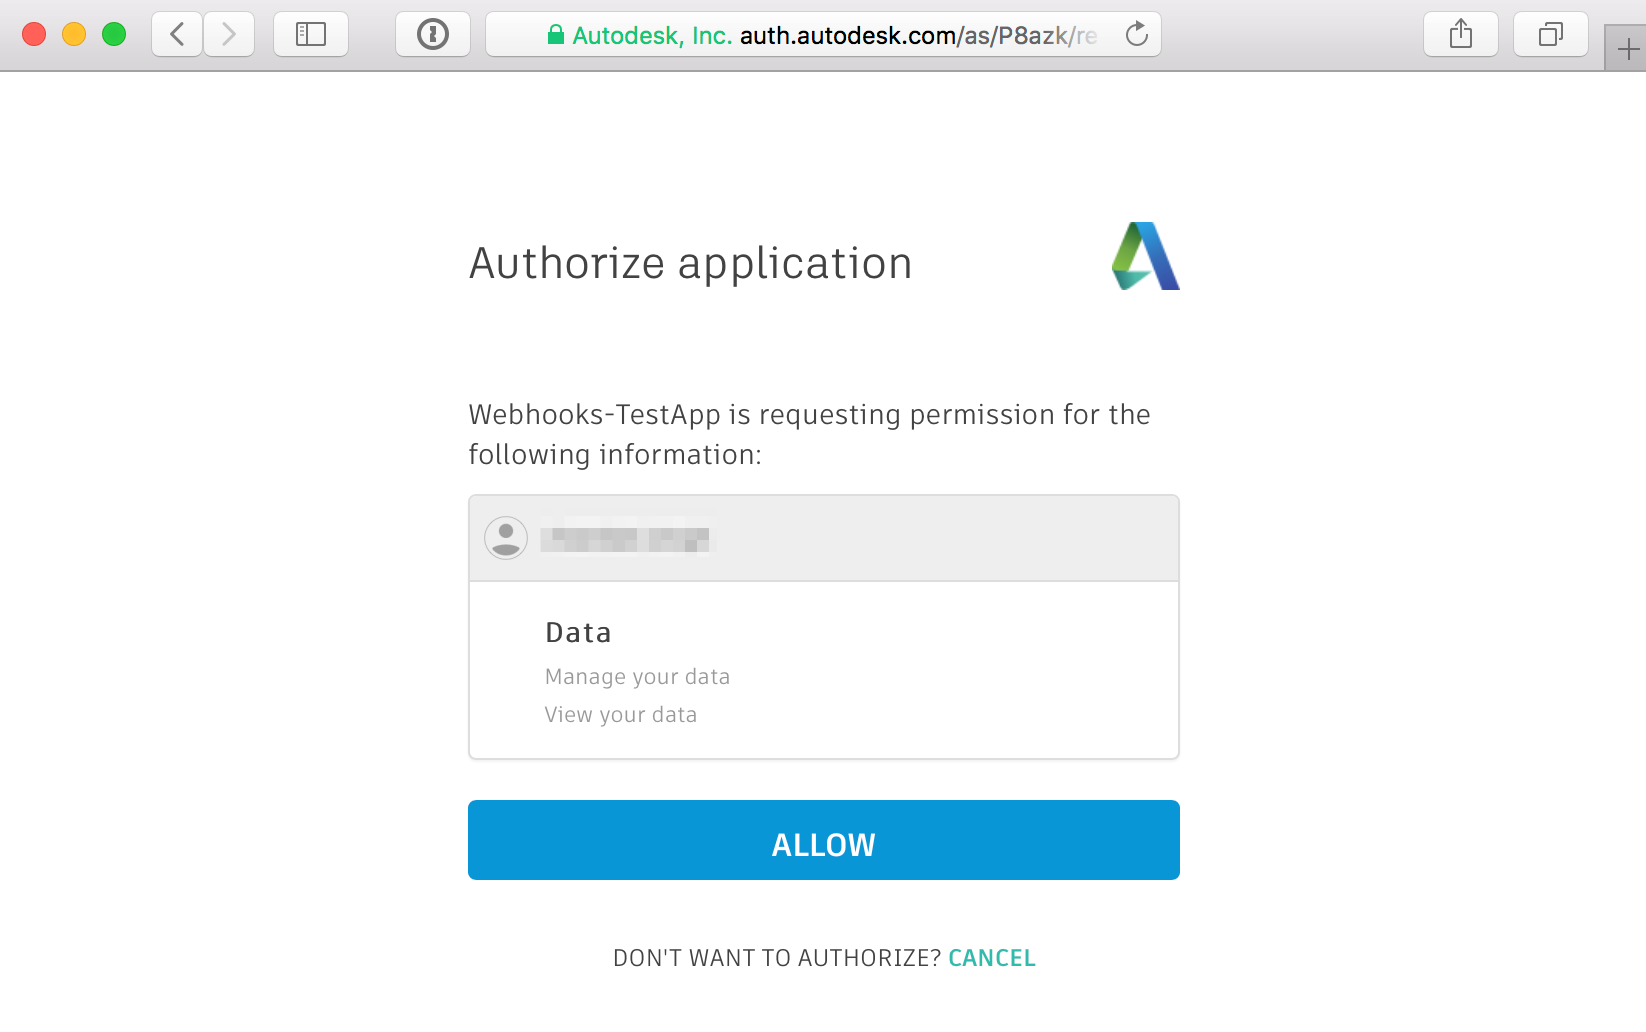 Autodesk, Inc. auth.autodesk.com/as/P8azk/re
Authorize application
Webhooks-TestApp is requesting permission for the
following information:
Data
Manage your data
View your data
ALLOW
DON'T WANT TO AUTHORIZE? CANCEL